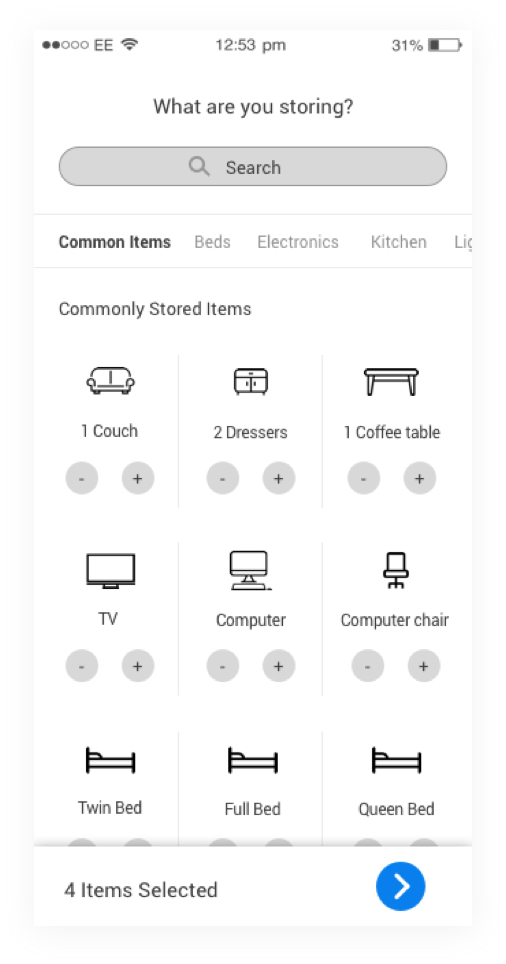 EE 12:53 pm 31%
What are you storing?
Search
Common Items Beds Electronics Kitchen Lig
Commonly Stored Items
1 Couch 2 Dressers 1 Coffee table
- + - + - +
TV Computer Computer chair
- + - + - +
Twin Bed Full Bed Queen Bed
4 Items Selected